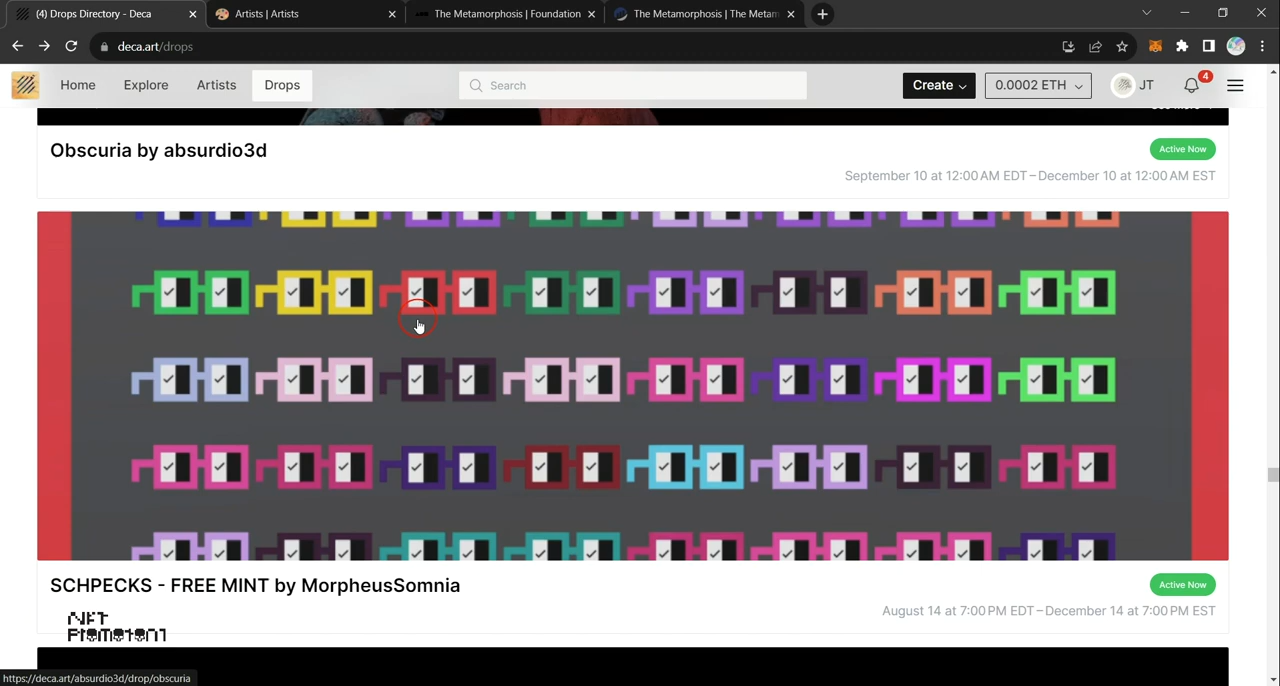 (4) Drops Directory - Deca
Artists | Artists
The Metamorphosis | Foundation
The Metamorphosis | The Metam
deca.art/drops
Home
Explore
Artists
Drops
Search
Create
0.0002 ETH
JT
4
Obscuria by absurdio3d
Active Now
September 10 at 12:00 AM EDT – December 10 at 12:00 AM EST
SCHPECKS - FREE MINT by MorpheusSomnia
Active Now
August 14 at 7:00 PM EDT – December 14 at 7:00 PM EST
https://deca.art/absurdio3d/drop/obscuria